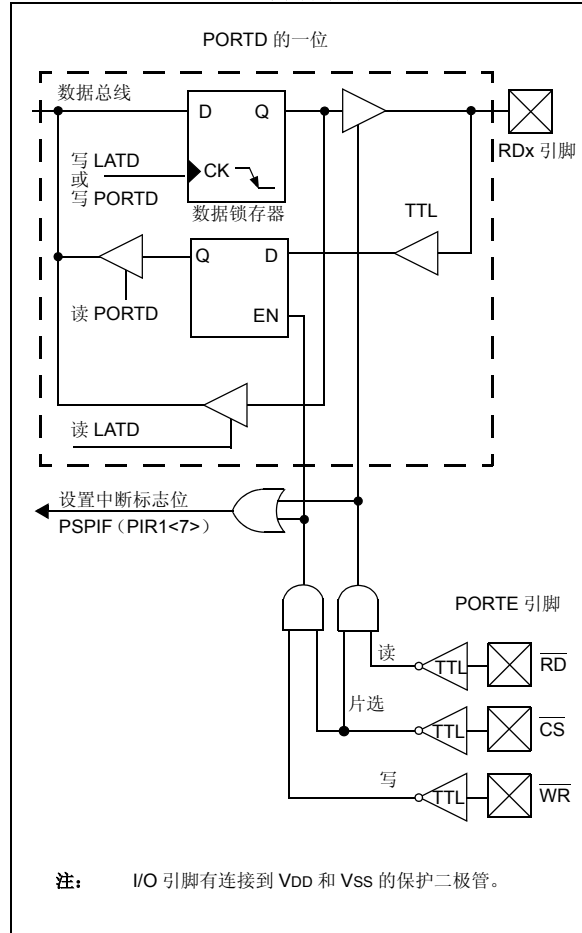 PORTD 的一位
数据总线
D Q
RDx 引脚
写 LATD
或
写 PORTD
CK
数据锁存器
TTL
Q D
EN
读 PORTD
读 LATD
设置中断标志位
PSPIF（PIR1<7>）
PORTE 引脚
读
TTL
RD
片选
TTL
CS
写
TTL
WR
注： I/O 引脚有连接到 VDD 和 VSS 的保护二极管。